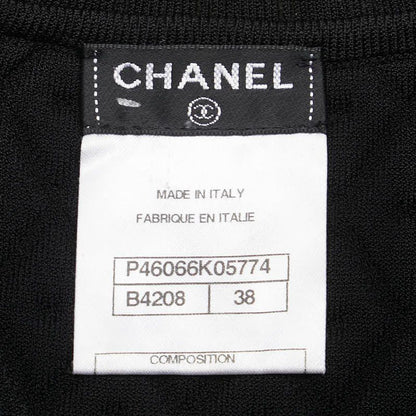 CHANEL
MADE IN ITALY
FABRIQUE EN ITALIE
P46066K05774
B4208 38
COMPOSITION